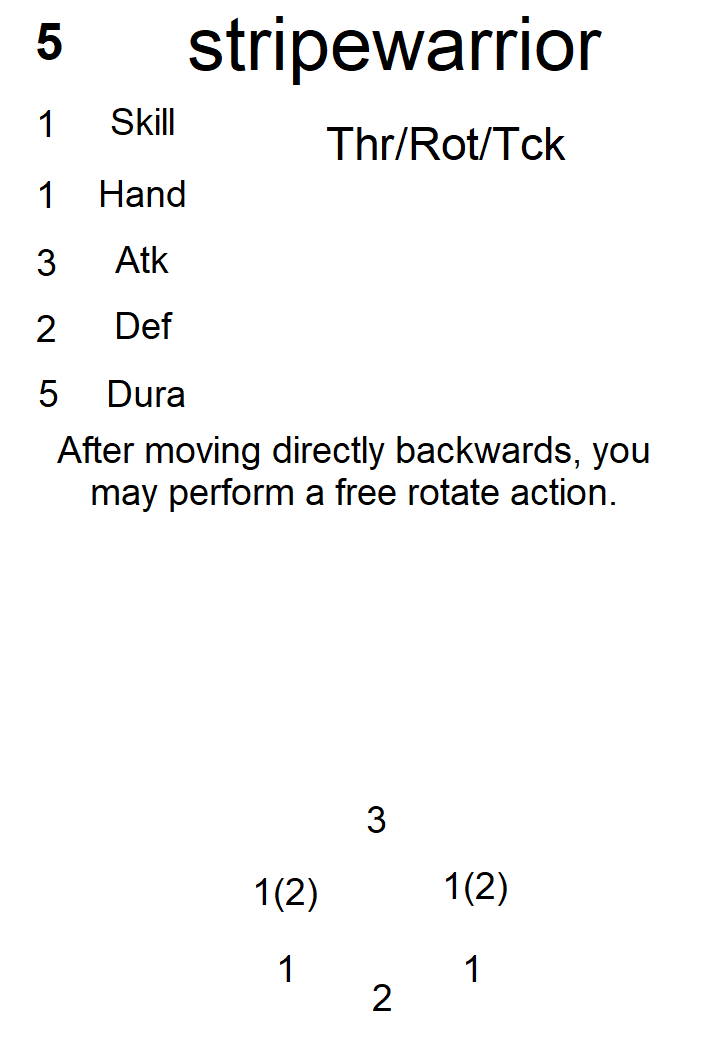 5 stripewarrior
1 Skill
Thr/Rot/Tck
1 Hand
3 Atk
2 Def
5 Dura
After moving directly backwards, you
may perform a free rotate action.
3
1(2) 1(2)
1 1
2